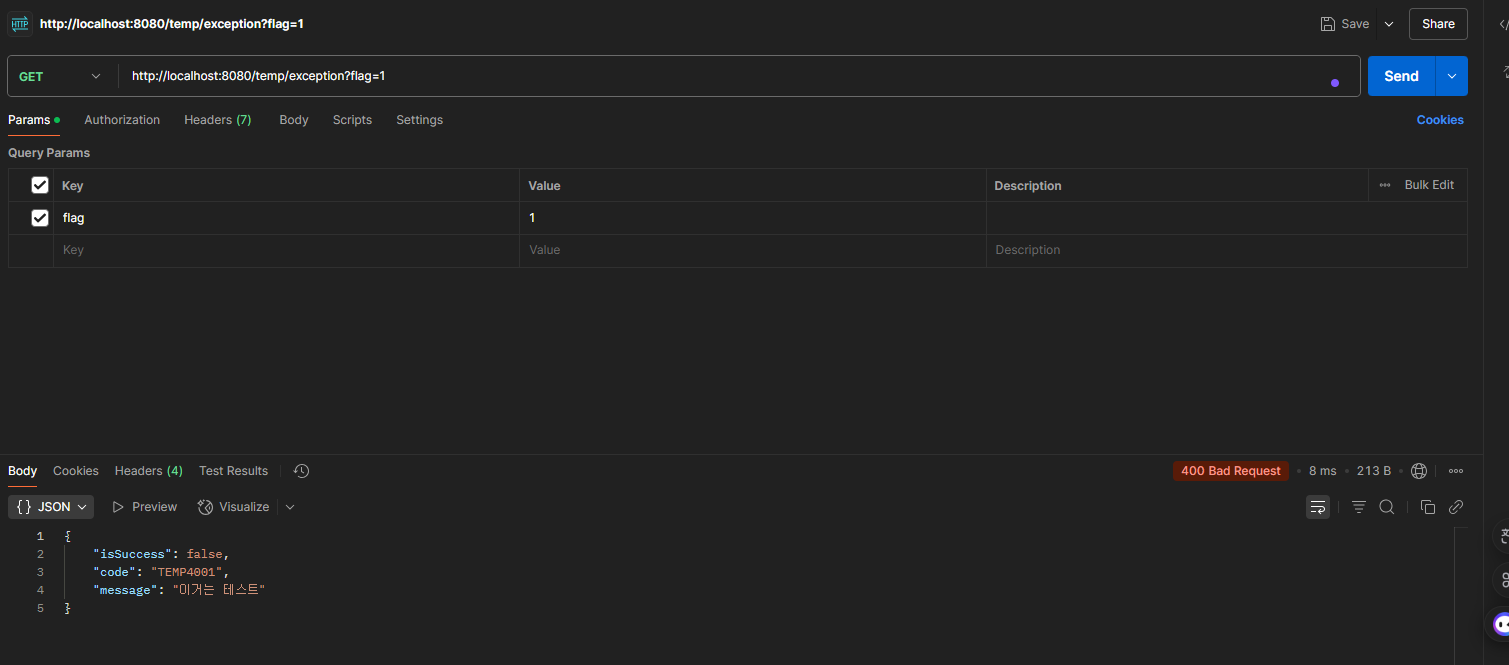 HTTP http://localhost:8080/temp/exception?flag=1 Save Share
GET http://localhost:8080/temp/exception?flag=1 Send
Params Authorization Headers (7) Body Scripts Settings Cookies
Query Params
Key Value Description Bulk Edit
flag 1
Key Value Description
Body Cookies Headers (4) Test Results 400 Bad Request • 8 ms • 213 B •
{} JSON Preview Visualize
1 {
2 "isSuccess": false,
3 "code": "TEMP4001",
4 "message": "이거는 테스트"
5 }